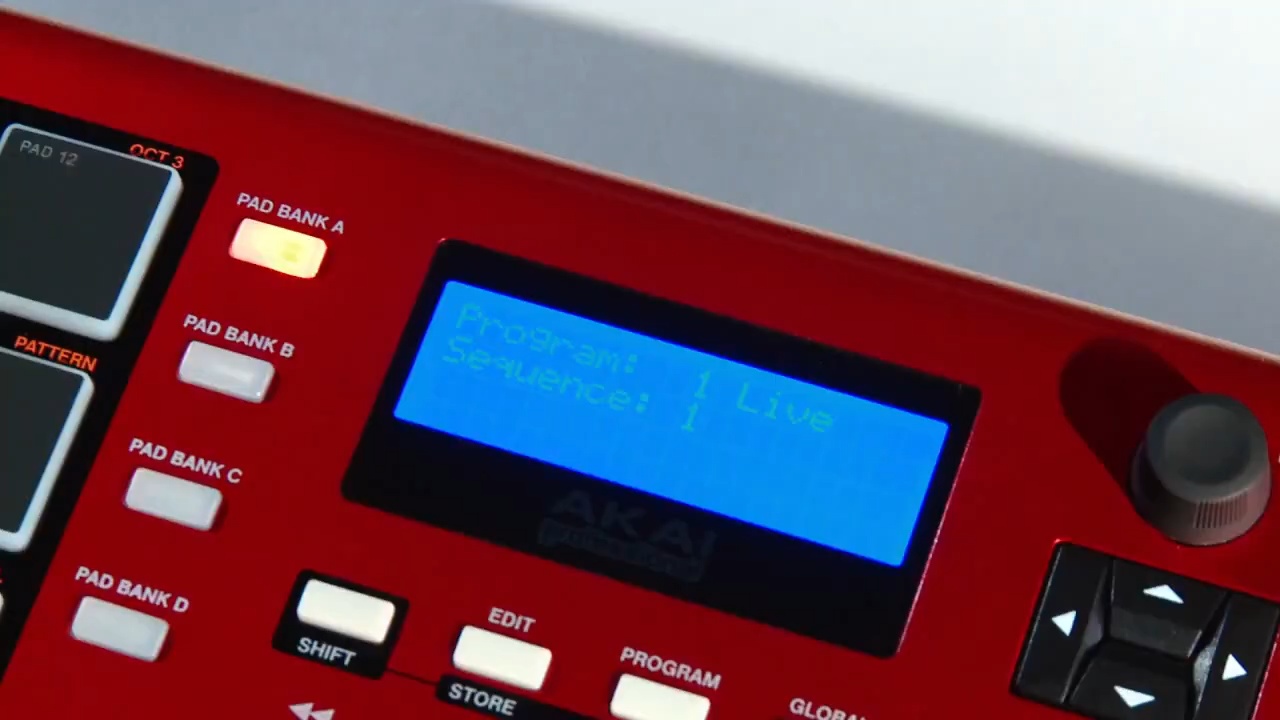 PAD 12
OCT 3
PATTERN
PAD BANK A
PAD BANK B
PAD BANK C
PAD BANK D
Program: 1 Live
Sequence: 1
AKAI
professional
SHIFT
EDIT
STORE
PROGRAM